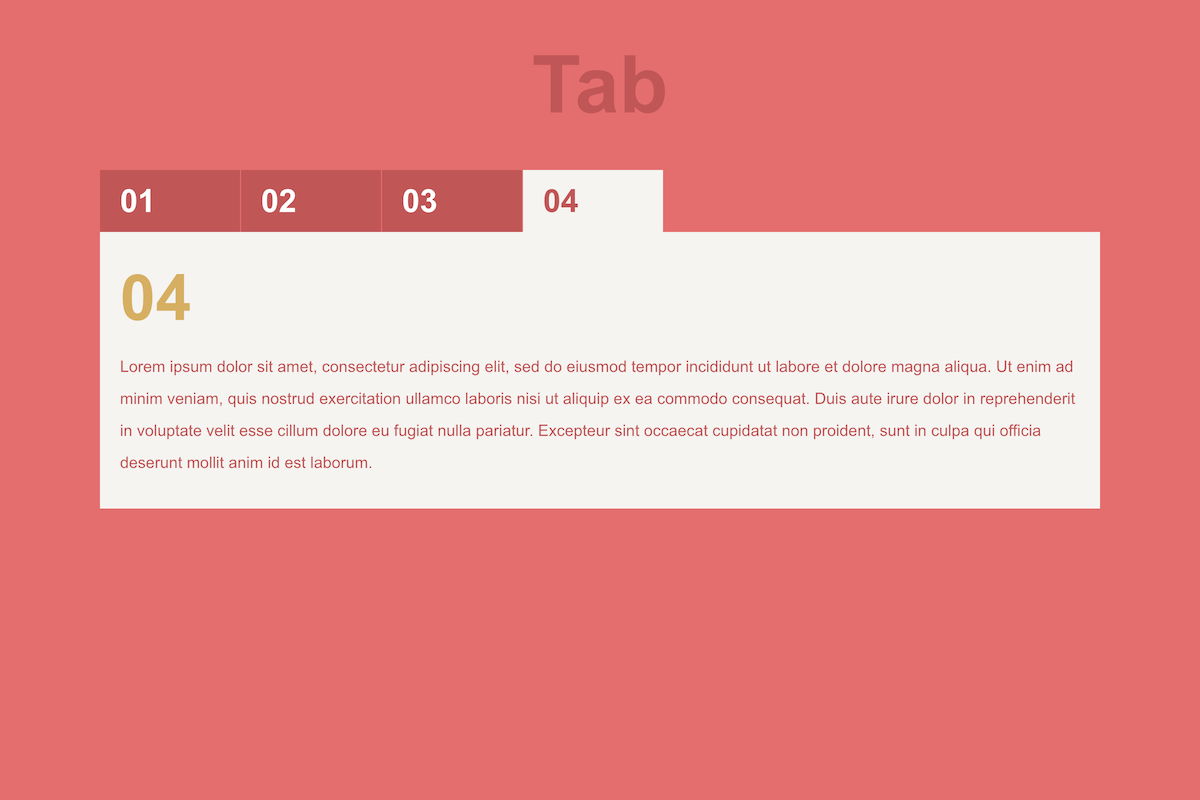 Tab
01 02 03 04
04
Lorem ipsum dolor sit amet, consectetur adipiscing elit, sed do eiusmod tempor incididunt ut labore et dolore magna aliqua. Ut enim ad
minim veniam, quis nostrud exercitation ullamco laboris nisi ut aliquip ex ea commodo consequat. Duis aute irure dolor in reprehenderit
in voluptate velit esse cillum dolore eu fugiat nulla pariatur. Excepteur sint occaecat cupidatat non proident, sunt in culpa qui officia
deserunt mollit anim id est laborum.